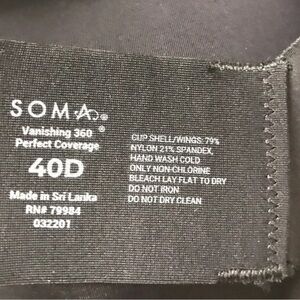 SOMA®
Vanishing 360®
Perfect Coverage
40D
Made in Sri Lanka
RN# 79984
032201
CUP SHELL/WINGS: 79%
NYLON 21% SPANDEX,
HAND WASH COLD
ONLY NON-CHLORINE
BLEACH LAY FLAT TO DRY
DO NOT IRON
DO NOT DRY CLEAN